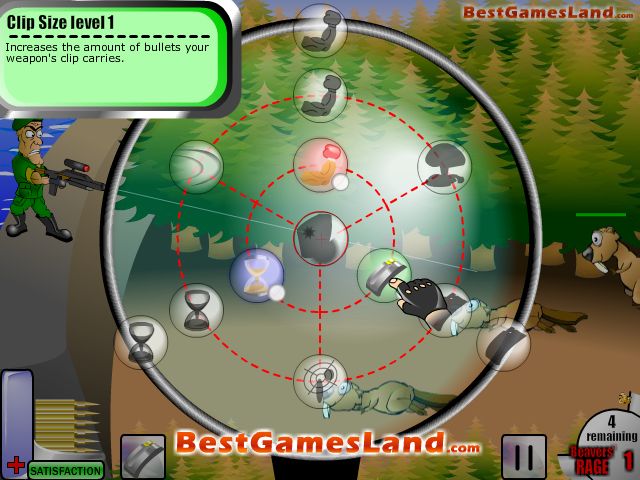 Clip Size level 1
Increases the amount of bullets your
weapon's clip carries.
BestGamesLand.com
SATISFACTION
BestGamesLand.com
4
remaining
Beavers'
RAGE 1